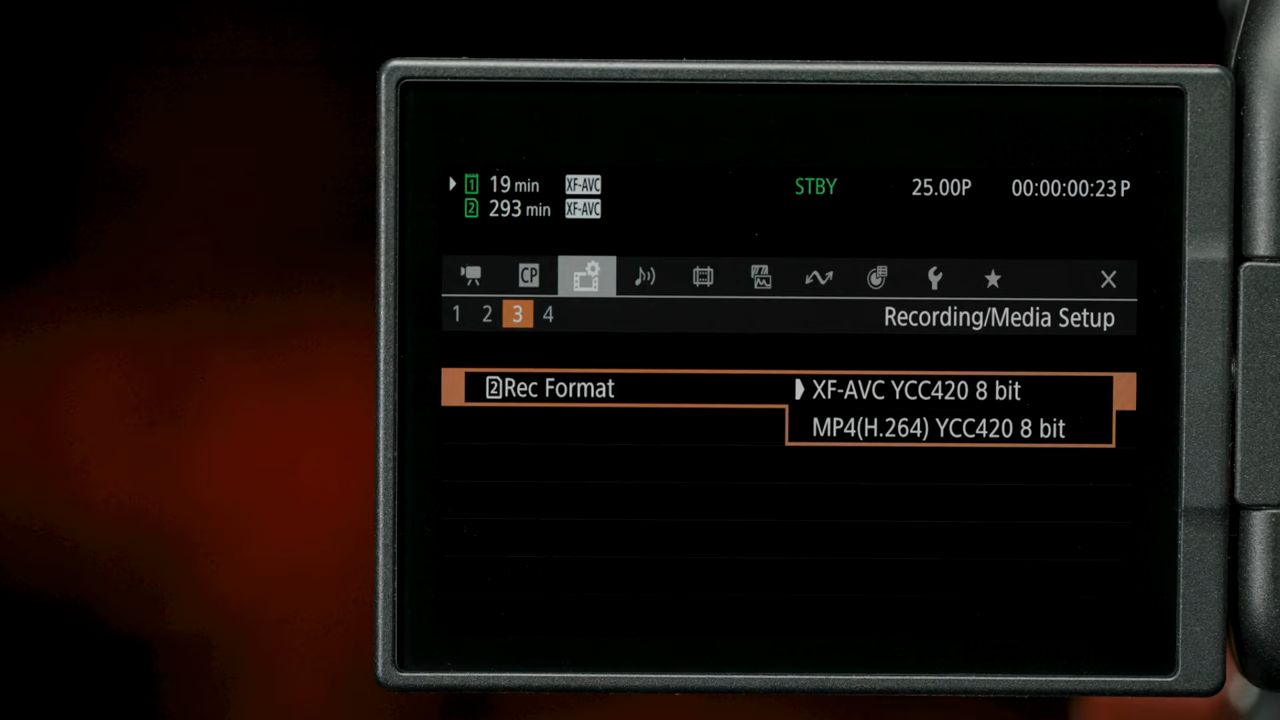 1 19 min XF-AVC STBY 25.00P 00:00:00:23 P
2 293 min XF-AVC
CP
1 2 3 4 Recording/Media Setup
2 Rec Format XF-AVC YCC420 8 bit
MP4(H.264) YCC420 8 bit